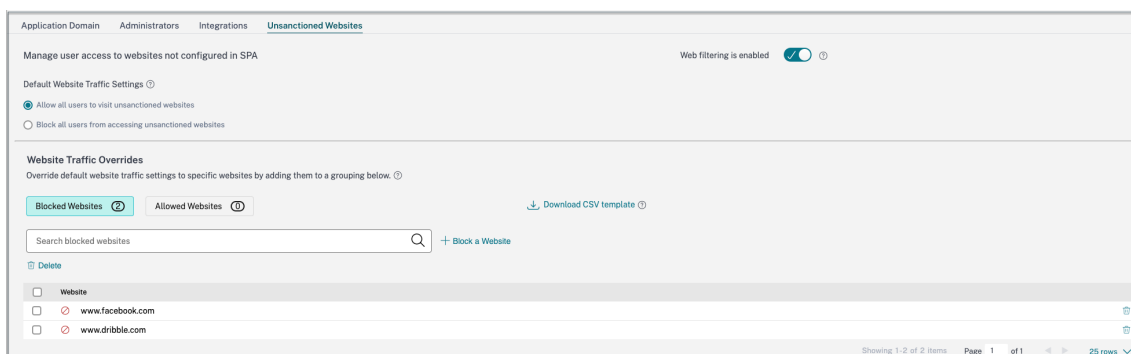 Application Domain Administrators Integrations Unsanctioned Websites
Manage user access to websites not configured in SPA Web filtering is enabled
Default Website Traffic Settings
Allow all users to visit unsanctioned websites
Block all users from accessing unsanctioned websites
Website Traffic Overrides
Override default website traffic settings to specific websites by adding them to a grouping below.
Blocked Websites 2 Allowed Websites 0 Download CSV template
Search blocked websites + Block a Website
Delete
Website
www.facebook.com
www.dribble.com
Showing 1-2 of 2 items Page 1 of 1 25 rows